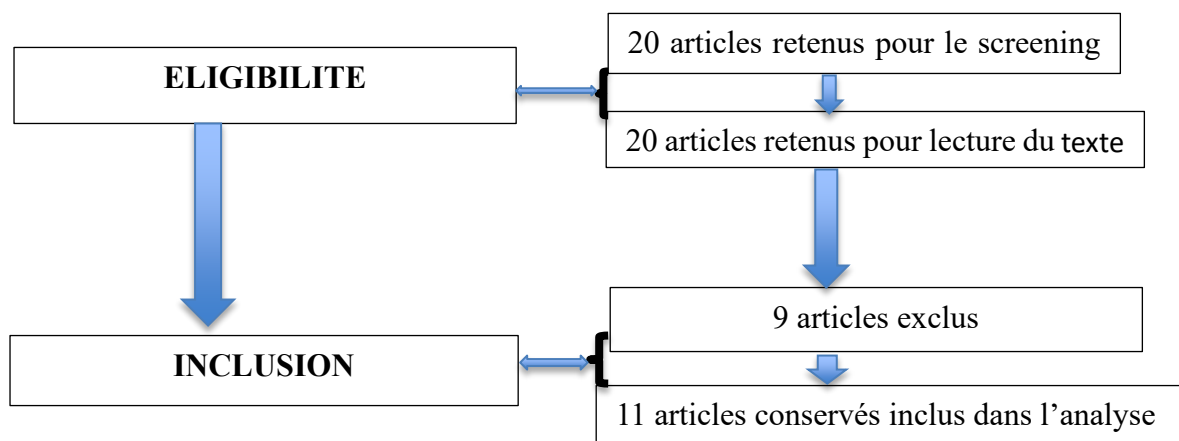 20 articles retenus pour le screening
ELIGIBILITE
20 articles retenus pour lecture du texte
9 articles exclus
INCLUSION
11 articles conservés inclus dans l’analyse